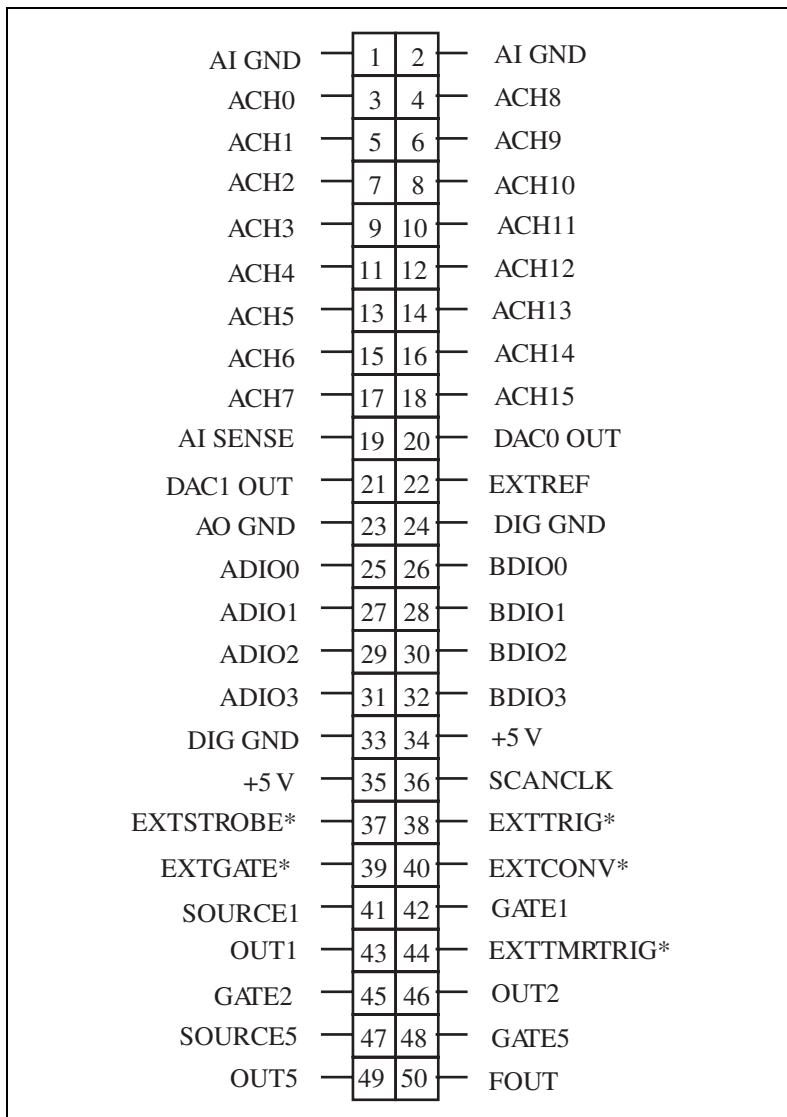 AI GND 1 2 AI GND
ACH0 3 4 ACH8
ACH1 5 6 ACH9
ACH2 7 8 ACH10
ACH3 9 10 ACH11
ACH4 11 12 ACH12
ACH5 13 14 ACH13
ACH6 15 16 ACH14
ACH7 17 18 ACH15
AI SENSE 19 20 DAC0 OUT
DAC1 OUT 21 22 EXTREF
AO GND 23 24 DIG GND
ADIO0 25 26 BDIO0
ADIO1 27 28 BDIO1
ADIO2 29 30 BDIO2
ADIO3 31 32 BDIO3
DIG GND 33 34 +5 V
+5 V 35 36 SCANCLK
EXTSTROBE* 37 38 EXTTRIG*
EXTGATE* 39 40 EXTCONV*
SOURCE1 41 42 GATE1
OUT1 43 44 EXTTMRTRIG*
GATE2 45 46 OUT2
SOURCE5 47 48 GATE5
OUT5 49 50 FOUT